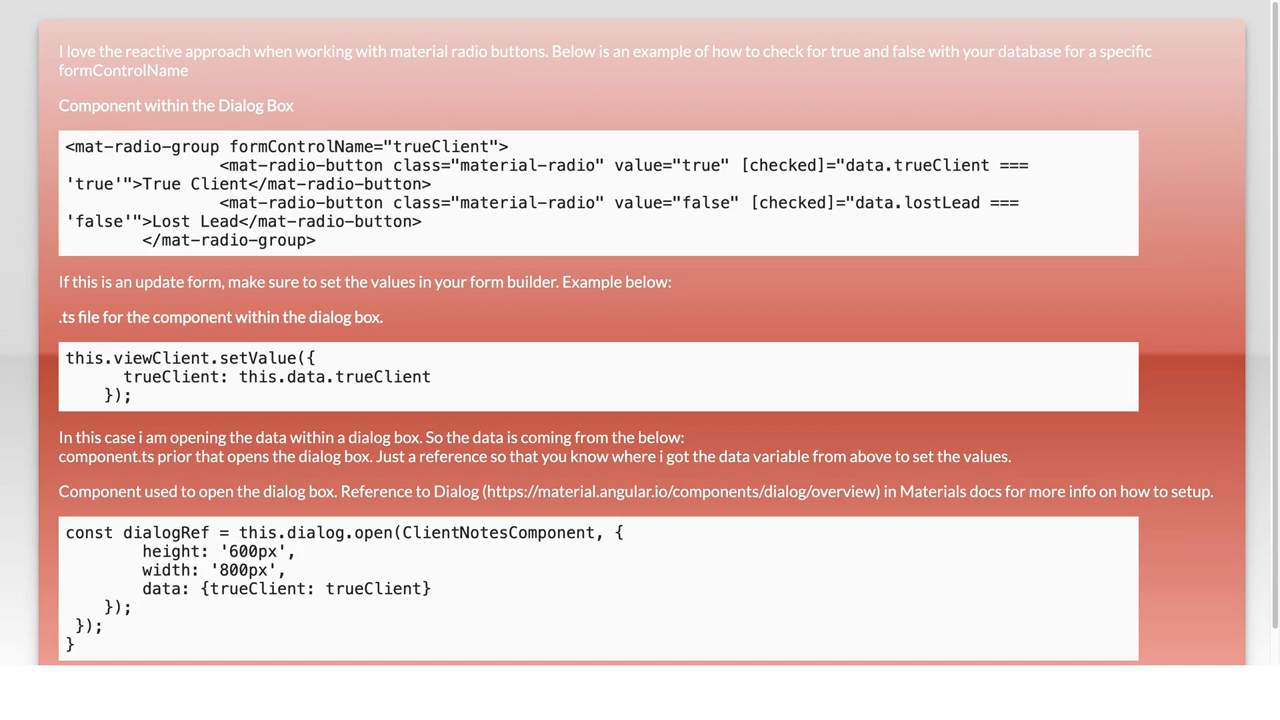 I love the reactive approach when working with material radio buttons. Below is an example of how to check for true and false with your database for a specific
formControlName
Component within the Dialog Box
<mat-radio-group formControlName="trueClient">
                <mat-radio-button class="material-radio" value="true" [checked]="data.trueClient ===
'true'">True Client</mat-radio-button>
                <mat-radio-button class="material-radio" value="false" [checked]="data.lostLead ===
'false'">Lost Lead</mat-radio-button>
        </mat-radio-group>
If this is an update form, make sure to set the values in your form builder. Example below:
.ts file for the component within the dialog box.
this.viewClient.setValue({
      trueClient: this.data.trueClient
    });
In this case i am opening the data within a dialog box. So the data is coming from the below:
component.ts prior that opens the dialog box. Just a reference so that you know where i got the data variable from above to set the values.
Component used to open the dialog box. Reference to Dialog (https://material.angular.io/components/dialog/overview) in Materials docs for more info on how to setup.
const dialogRef = this.dialog.open(ClientNotesComponent, {
        height: '600px',
        width: '800px',
        data: {trueClient: trueClient}
    });
 });
}